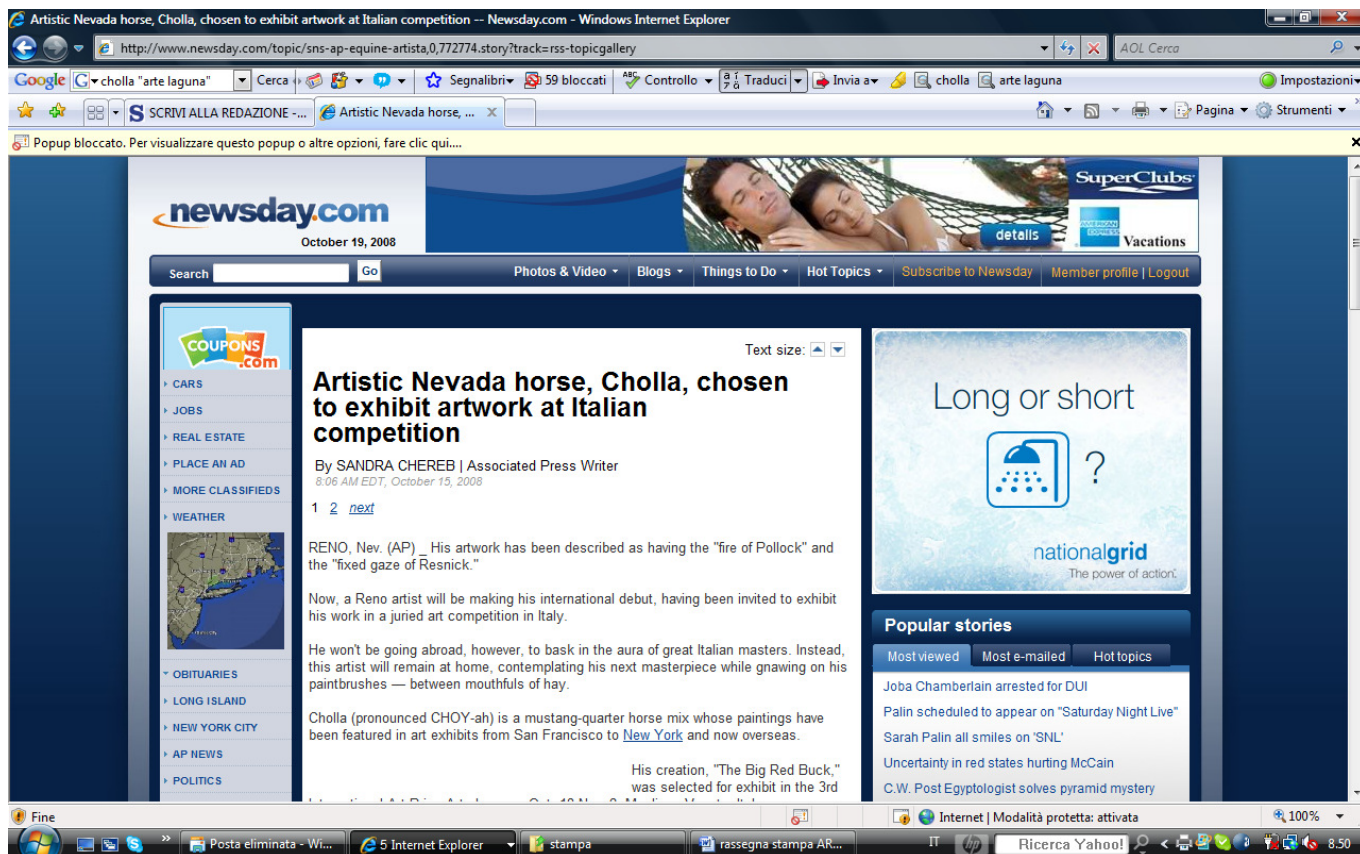 Artistic Nevada horse, Cholla, chosen to exhibit artwork at Italian competition -- Newsday.com - Windows Internet Explorer
http://www.newsday.com/topic/sns-ap-equine-artista,0,772774.story?track=rss-topicgallery
AOL Cerca
Google G cholla "arte laguna" Cerca Segnalibri 59 bloccati Controllo Traduci Invia a cholla arte laguna Impostazioni
SCRIVI ALLA REDAZIONE -... Artistic Nevada horse, ... X Pagina Strumenti
Popup bloccato. Per visualizzare questo popup o altre opzioni, fare clic qui....
newsday.com
October 19, 2008
SuperClubs
AMERICAN EXPRESS
details
Vacations
Search Go Photos & Video Blogs Things to Do Hot Topics Subscribe to Newsday Member profile | Logout
COUPONS
.com
CARS
JOBS
REAL ESTATE
PLACE AN AD
MORE CLASSIFIEDS
WEATHER
OBITUARIES
LONG ISLAND
NEW YORK CITY
AP NEWS
POLITICS
Text size:
Artistic Nevada horse, Cholla, chosen
to exhibit artwork at Italian
competition
By SANDRA CHEREB | Associated Press Writer
8:06 AM EDT, October 15, 2008
1 2 next
RENO, Nev. (AP) _ His artwork has been described as having the "fire of Pollock" and
the "fixed gaze of Resnick."
Now, a Reno artist will be making his international debut, having been invited to exhibit
his work in a juried art competition in Italy.
He won't be going abroad, however, to bask in the aura of great Italian masters. Instead,
this artist will remain at home, contemplating his next masterpiece while gnawing on his
paintbrushes — between mouthfuls of hay.
Cholla (pronounced CHOY-ah) is a mustang-quarter horse mix whose paintings have
been featured in art exhibits from San Francisco to New York and now overseas.
His creation, "The Big Red Buck,"
was selected for exhibit in the 3rd
Long or short
?
nationalgrid
The power of action.
Popular stories
Most viewed Most e-mailed Hot topics
Joba Chamberlain arrested for DUI
Palin scheduled to appear on "Saturday Night Live"
Sarah Palin all smiles on 'SNL'
Uncertainty in red states hurting McCain
C.W. Post Egyptologist solves pyramid mystery
Fine Internet | Modalità protetta: attivata 100%
Posta eliminata - Wi... 5 Internet Explorer stampa rassegna stampa AR... IT hp Ricerca Yahoo! 8.50